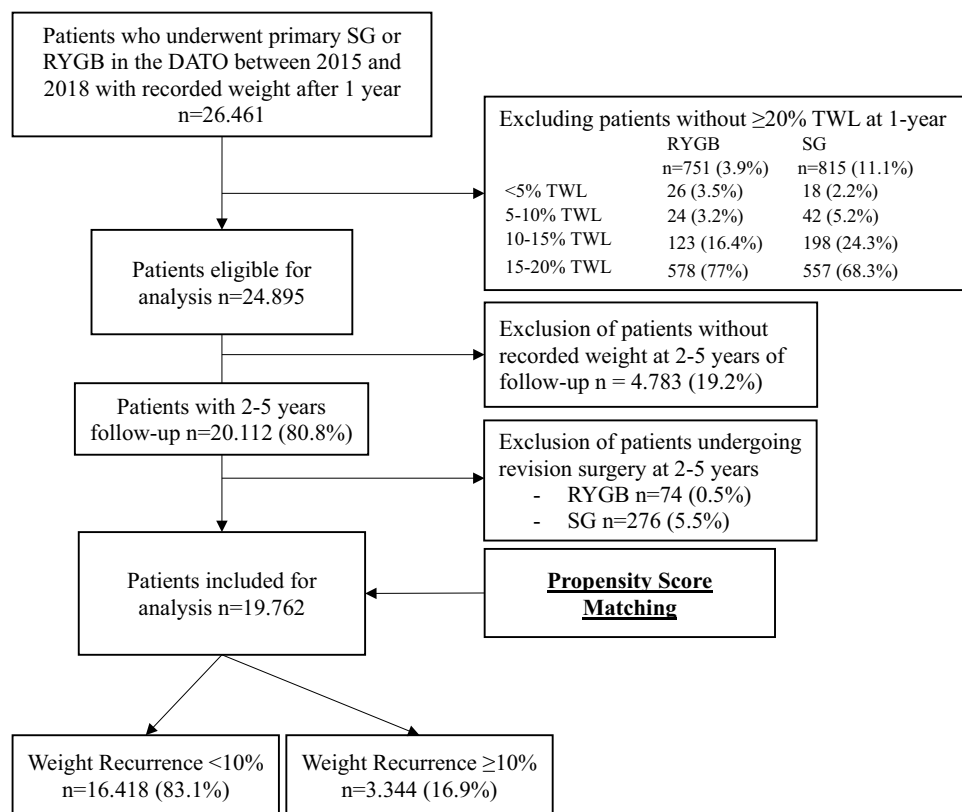 Patients who underwent primary SG or
RYGB in the DATO between 2015 and
2018 with recorded weight after 1 year
n=26.461
Excluding patients without ≥20% TWL at 1-year
RYGB SG
n=751 (3.9%) n=815 (11.1%)
<5% TWL 26 (3.5%) 18 (2.2%)
5-10% TWL 24 (3.2%) 42 (5.2%)
10-15% TWL 123 (16.4%) 198 (24.3%)
15-20% TWL 578 (77%) 557 (68.3%)
Patients eligible for
analysis n=24.895
Exclusion of patients without
recorded weight at 2-5 years of
follow-up n = 4.783 (19.2%)
Patients with 2-5 years
follow-up n=20.112 (80.8%)
Exclusion of patients undergoing
revision surgery at 2-5 years
- RYGB n=74 (0.5%)
- SG n=276 (5.5%)
Patients included for
analysis n=19.762
Propensity Score
Matching
Weight Recurrence <10%
n=16.418 (83.1%)
Weight Recurrence ≥10%
n=3.344 (16.9%)